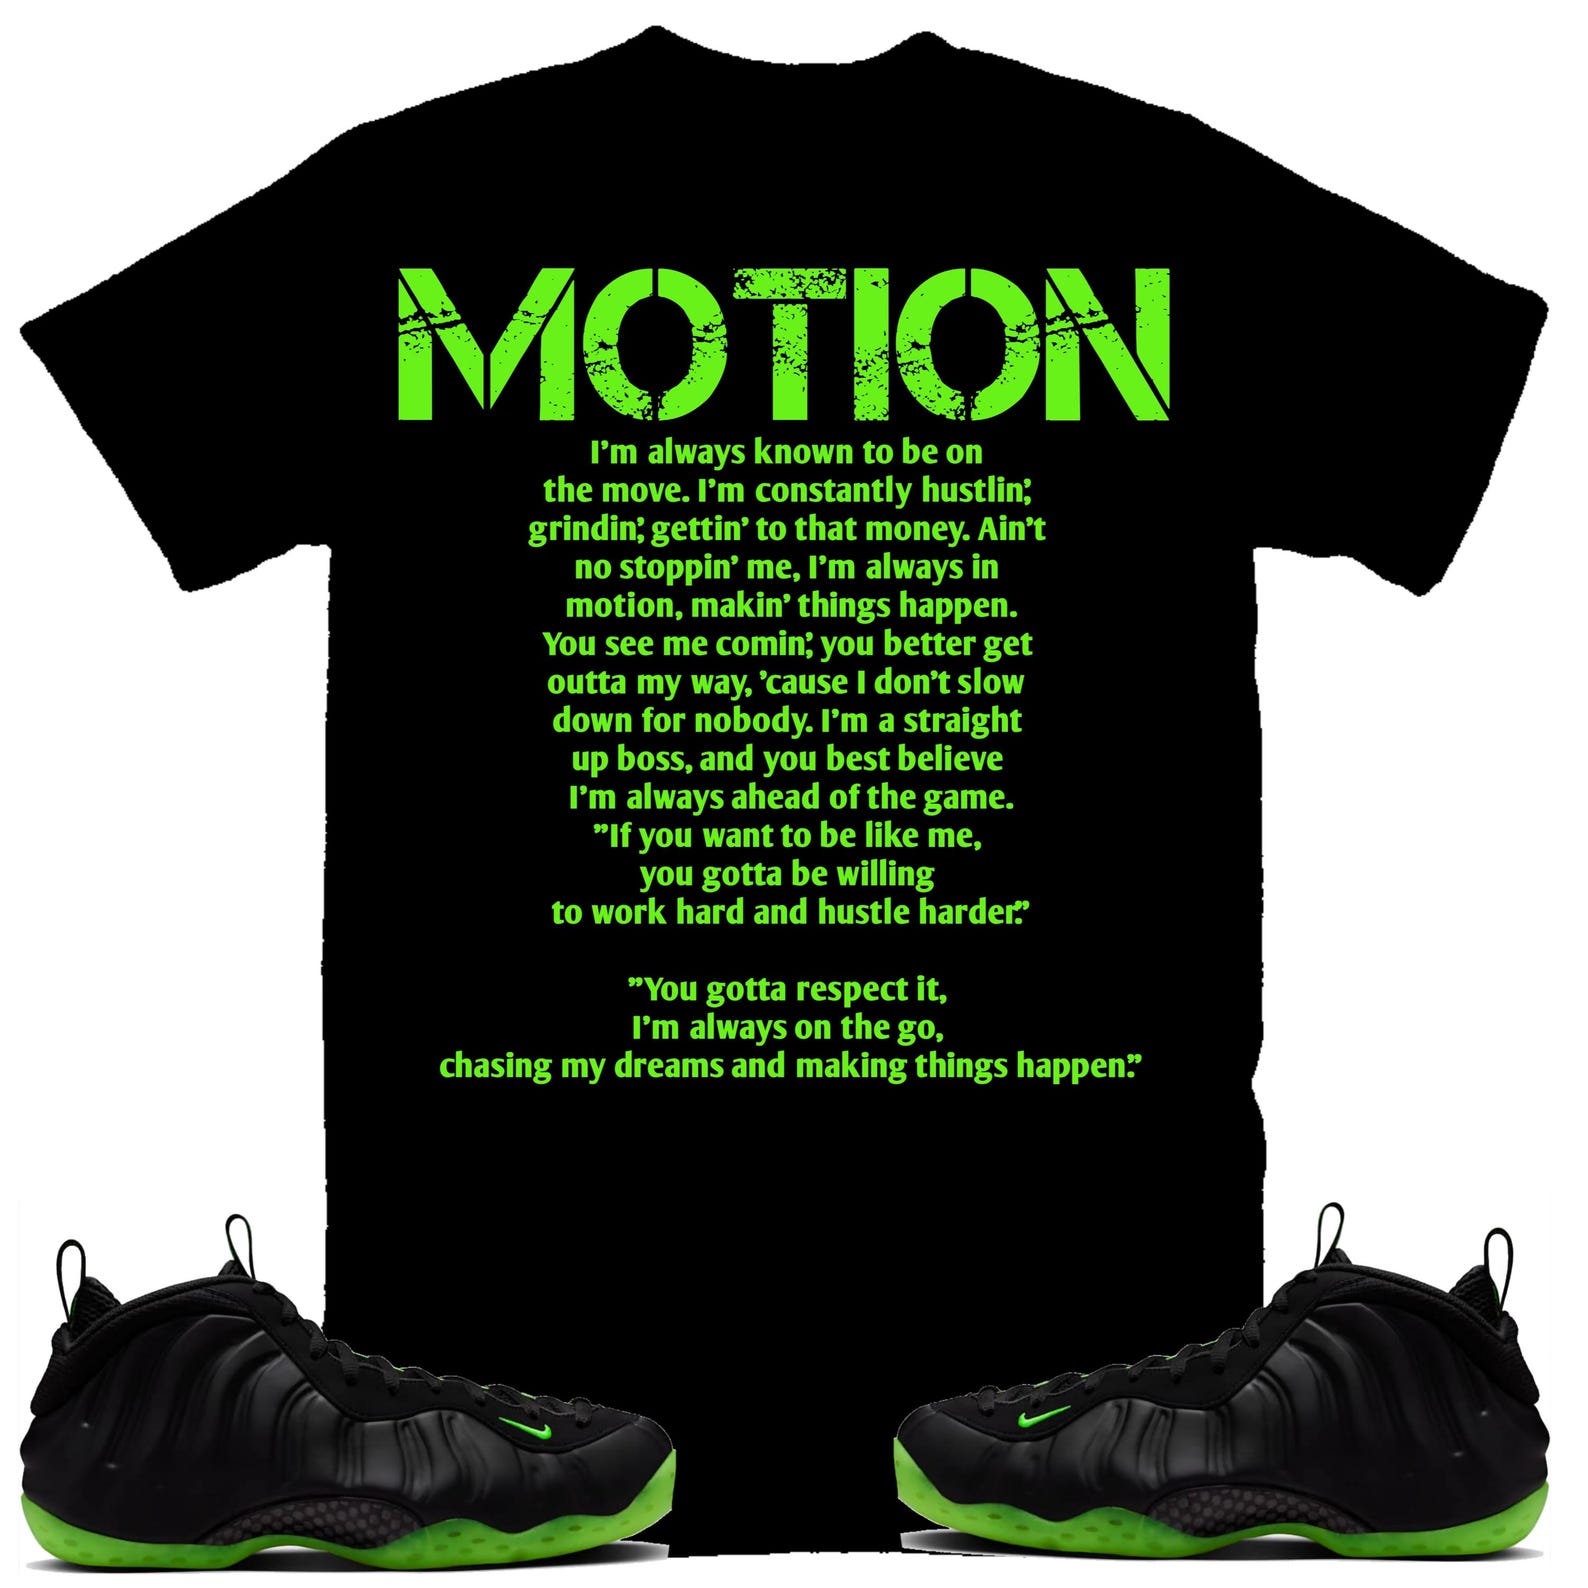 MOTION
I’m always known to be on
the move. I’m constantly hustlin’,
grindin’, gettin’ to that money. Ain’t
no stoppin’ me, I’m always in
motion, makin’ things happen.
You see me comin’, you better get
outta my way, ’cause I don’t slow
down for nobody. I’m a straight
up boss, and you best believe
I’m always ahead of the game.
”If you want to be like me,
you gotta be willing
to work hard and hustle harder.”
”You gotta respect it,
I’m always on the go,
chasing my dreams and making things happen.”